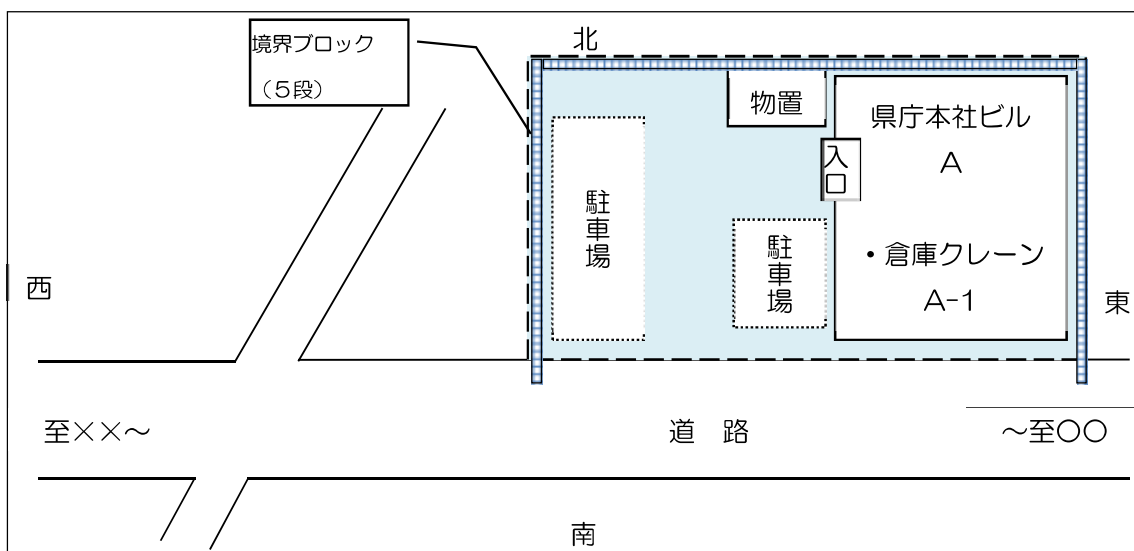 境界ブロック
（５段）
北
物置
県庁本社ビル
A
入口
駐車場
駐車場
・倉庫クレーン
A-1
西
東
至××～
道　路
～至〇〇
南